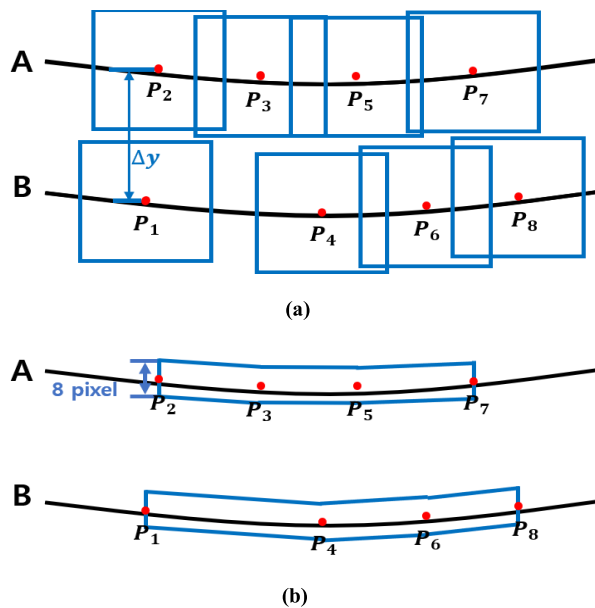 A
P₂ P₃ P₅ P₇
Δy
B
P₁ P₄ P₆ P₈
(a)
A
8 pixel
P₂ P₃ P₅ P₇
B
P₁ P₄ P₆ P₈
(b)